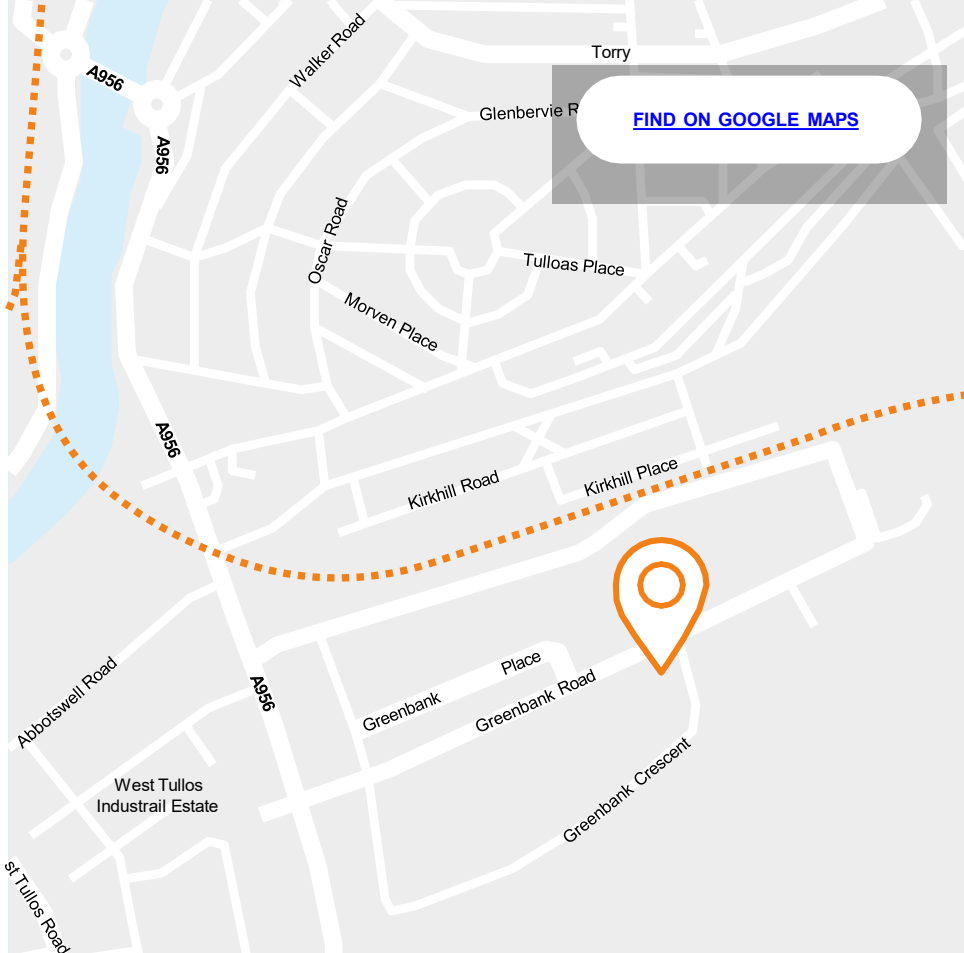 Walker Road
Torry
A956
Glenbervie R
FIND ON GOOGLE MAPS
A956
Oscar Road
Tulloas Place
Morven Place
A956
Kirkhill Road
Kirkhill Place
Abbotswell Road
A956
Greenbank Place
Greenbank Road
Greenbank Crescent
West Tullos
Industrail Estate
st Tullos Road